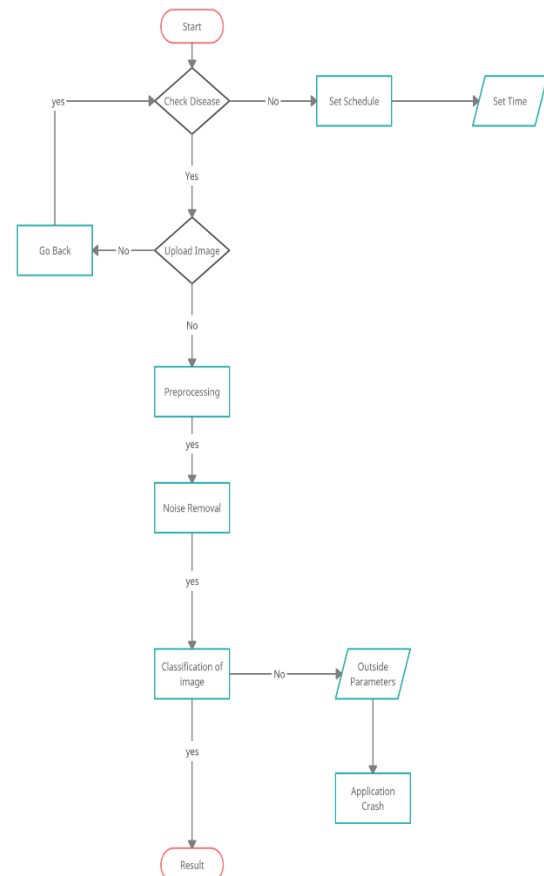 Start
yes
Check Disease
No
Set Schedule
Set Time
Yes
Go Back
No
Upload Image
No
Preprocessing
yes
Noise Removal
yes
Classification of
image
No
Outside
Parameters
yes
Application
Crash
Result